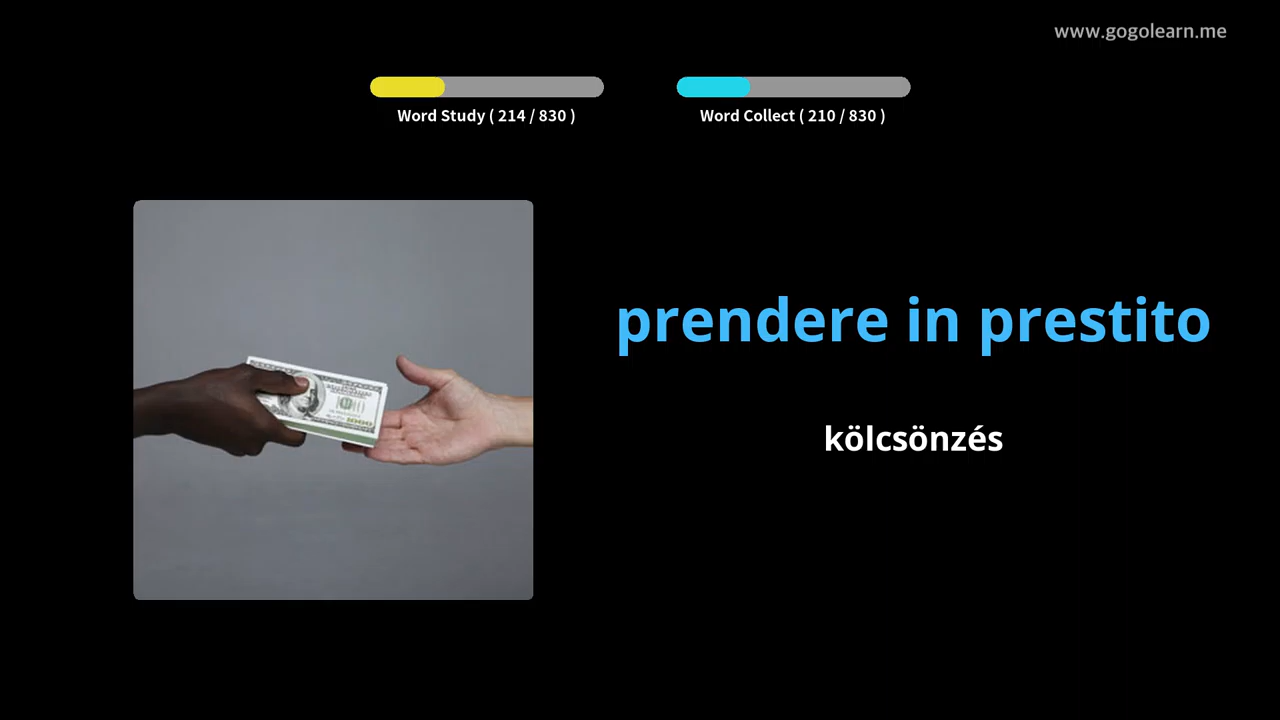 www.gogolearn.me
Word Study ( 214 / 830 )
Word Collect ( 210 / 830 )
prendere in prestito
kölcsönzés